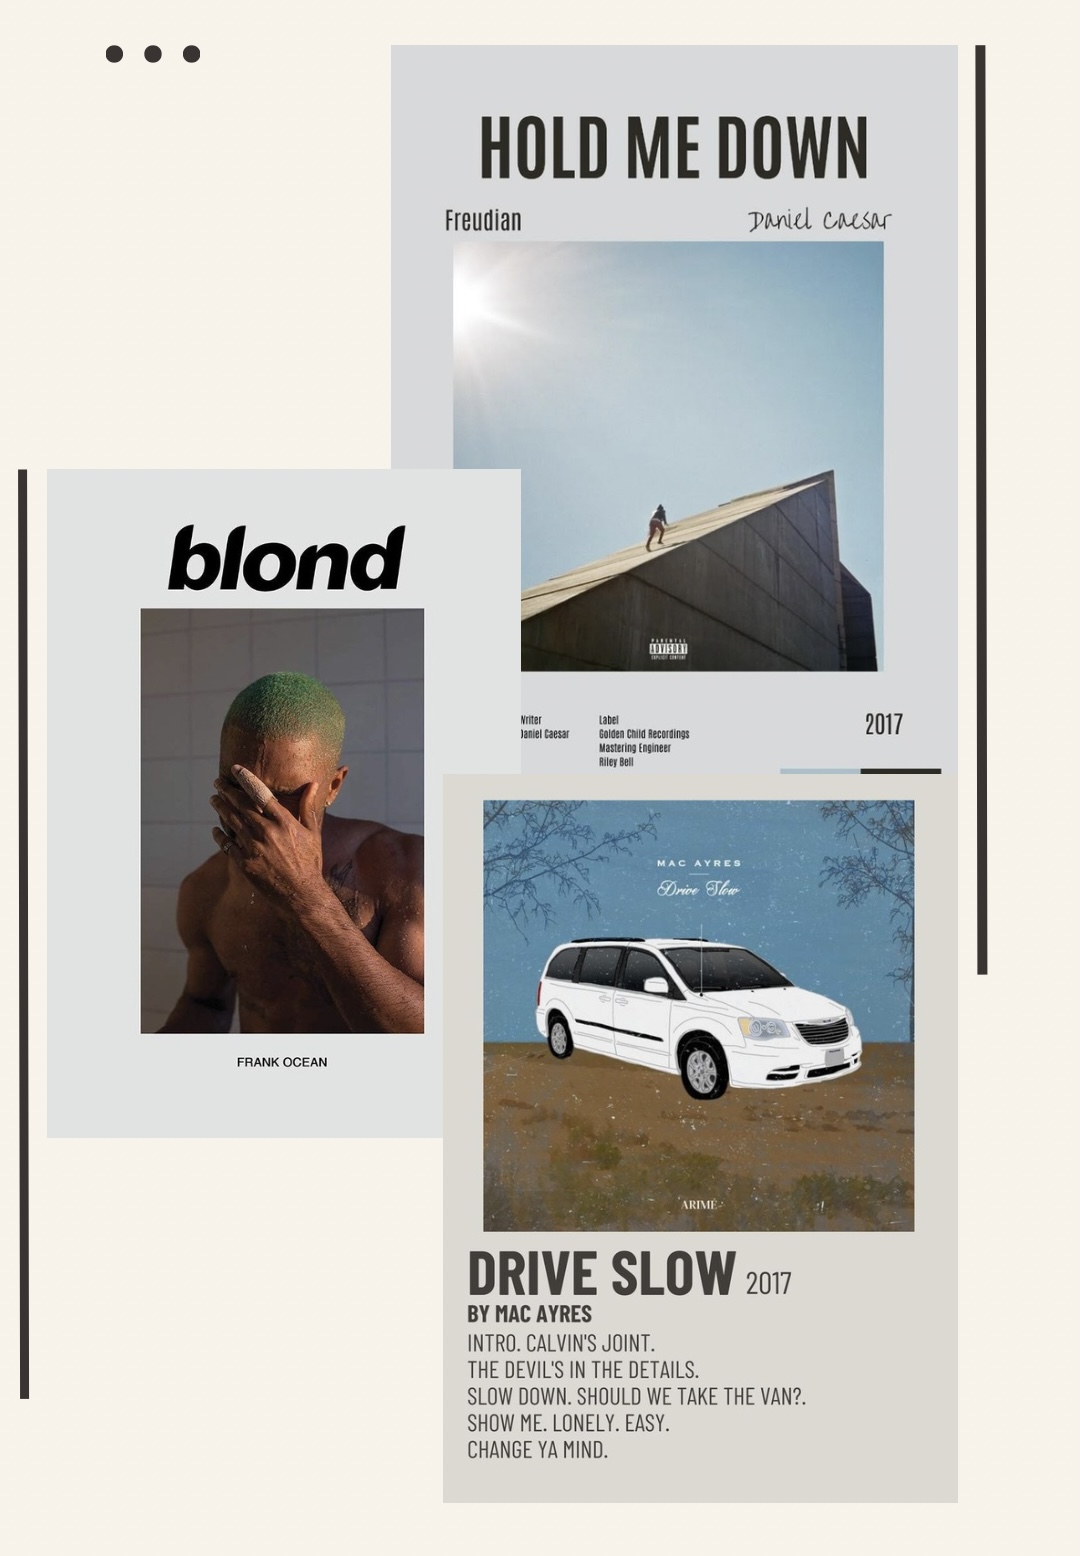 HOLD ME DOWN
Freudian
Daniel Caesar
PARENTAL
ADVISORY
EXPLICIT CONTENT
Writer
Daniel Caesar
Label
Golden Child Recordings
Mastering Engineer
Riley Bell
2017
blond
FRANK OCEAN
MAC AYRES
Drive Slow
ARIMÉ
DRIVE SLOW 2017
BY MAC AYRES
INTRO. CALVIN'S JOINT.
THE DEVIL'S IN THE DETAILS.
SLOW DOWN. SHOULD WE TAKE THE VAN?.
SHOW ME. LONELY. EASY.
CHANGE YA MIND.